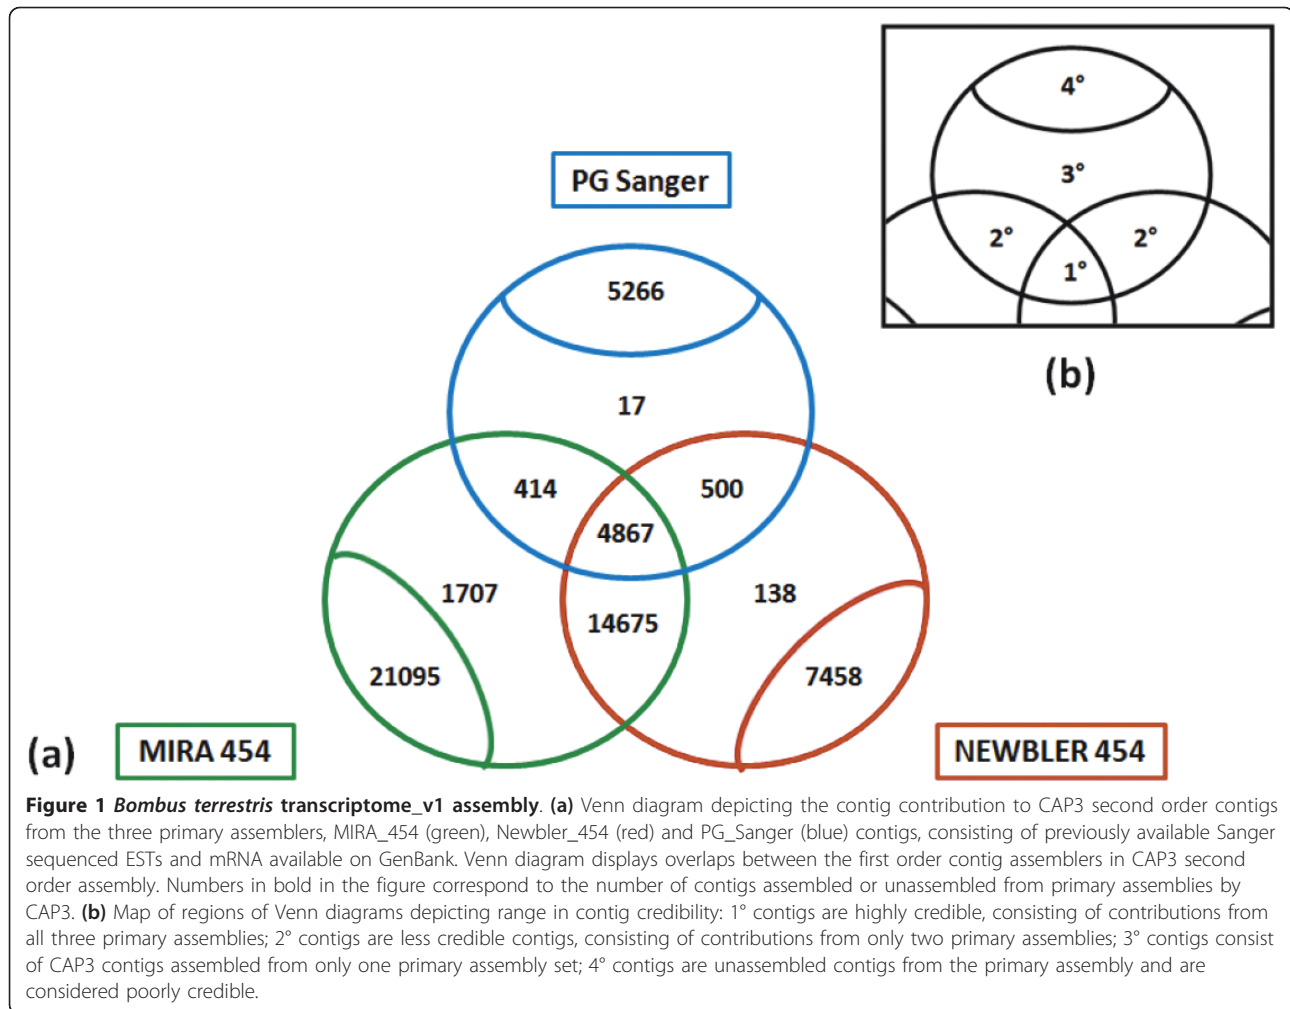 4°
3°
2°
2°
1°
(b)
PG Sanger
5266
17
414
500
4867
1707
138
14675
21095
7458
(a)
MIRA 454
NEWBLER 454
Figure 1 Bombus terrestris transcriptome_v1 assembly. (a) Venn diagram depicting the contig contribution to CAP3 second order contigs
from the three primary assemblers, MIRA_454 (green), Newbler_454 (red) and PG_Sanger (blue) contigs, consisting of previously available Sanger
sequenced ESTs and mRNA available on GenBank. Venn diagram displays overlaps between the first order contig assemblers in CAP3 second
order assembly. Numbers in bold in the figure correspond to the number of contigs assembled or unassembled from primary assemblies by
CAP3. (b) Map of regions of Venn diagrams depicting range in contig credibility: 1° contigs are highly credible, consisting of contributions from
all three primary assemblies; 2° contigs are less credible contigs, consisting of contributions from only two primary assemblies; 3° contigs consist
of CAP3 contigs assembled from only one primary assembly set; 4° contigs are unassembled contigs from the primary assembly and are
considered poorly credible.